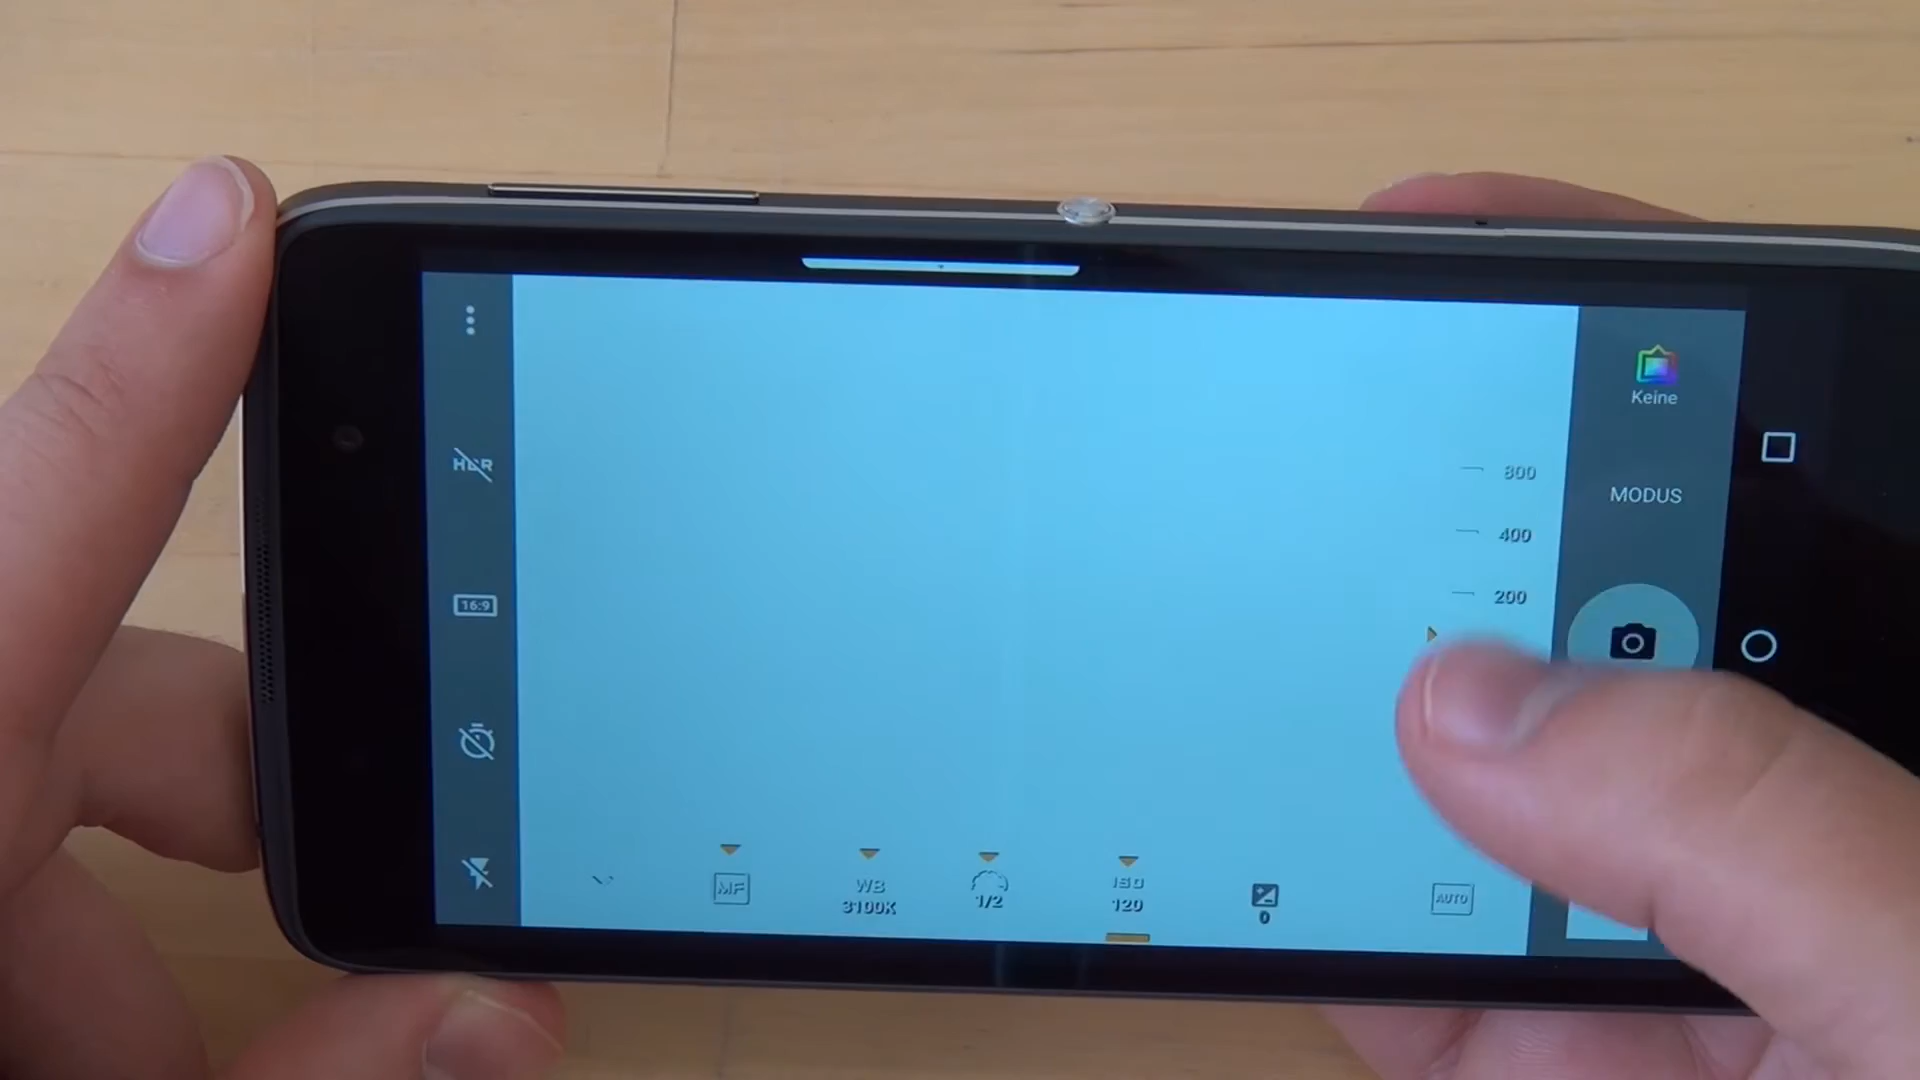 HDR
16:9
Keine
MODUS
800
400
200
MF
WB
3100K
1/2
ISO
120
0
AUTO